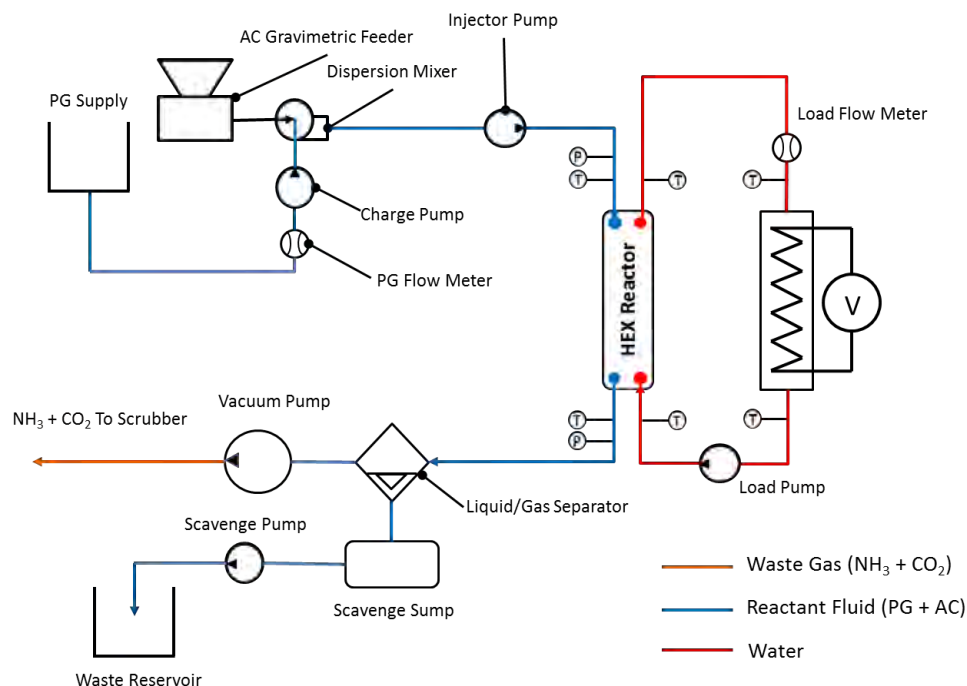 Injector Pump
AC Gravimetric Feeder
Dispersion Mixer
PG Supply
Load Flow Meter
P
T
T
T
Charge Pump
PG Flow Meter
HEX Reactor
V
Vacuum Pump
NH₃ + CO₂ To Scrubber
T
P
T
T
Load Pump
Liquid/Gas Separator
Scavenge Pump
Scavenge Sump
Waste Reservoir
Waste Gas (NH₃ + CO₂)
Reactant Fluid (PG + AC)
Water